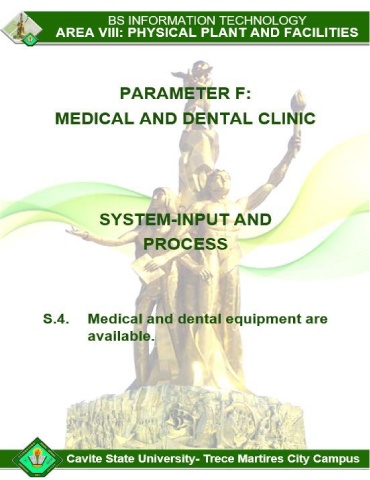 BS INFORMATION TECHNOLOGY
AREA VIII: PHYSICAL PLANT AND FACILITIES
PARAMETER F:
MEDICAL AND DENTAL CLINIC
SYSTEM-INPUT AND
PROCESS
S.4. Medical and dental equipment are
available.
Cavite State University- Trece Martires City Campus